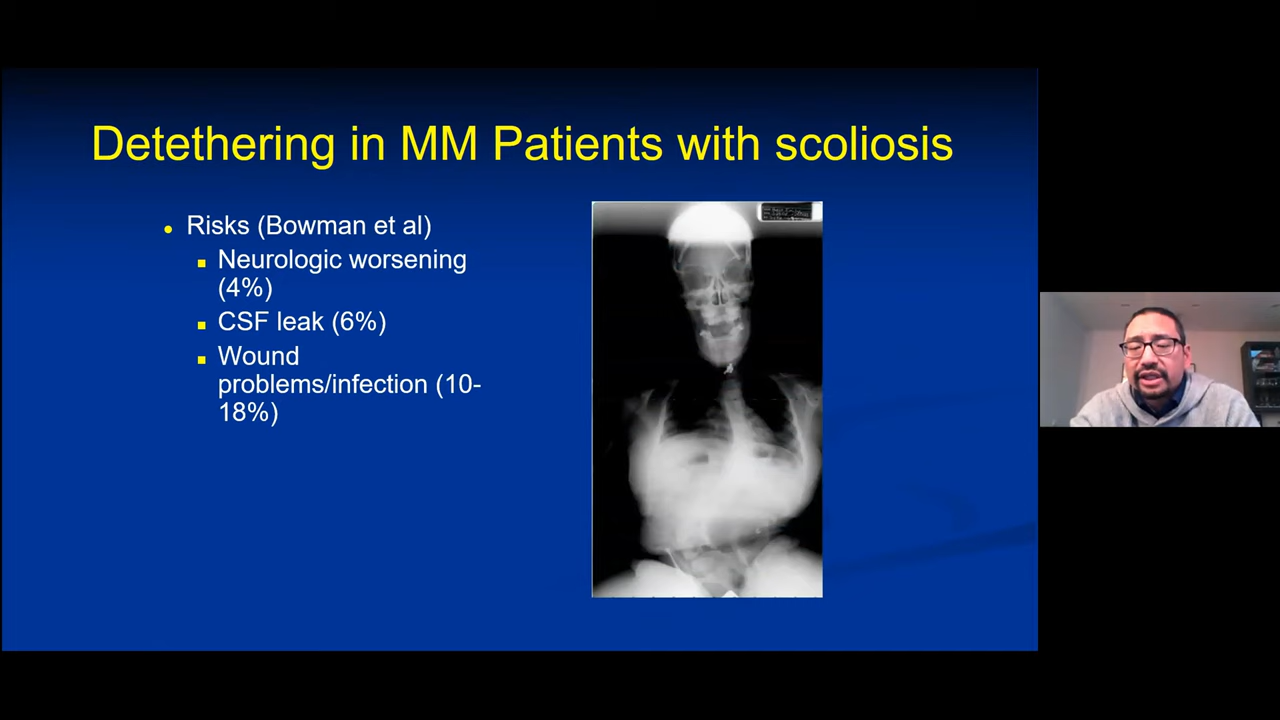 Detethering in MM Patients with scoliosis
Risks (Bowman et al)
Neurologic worsening
(4%)
CSF leak (6%)
Wound
problems/infection (10-
18%)